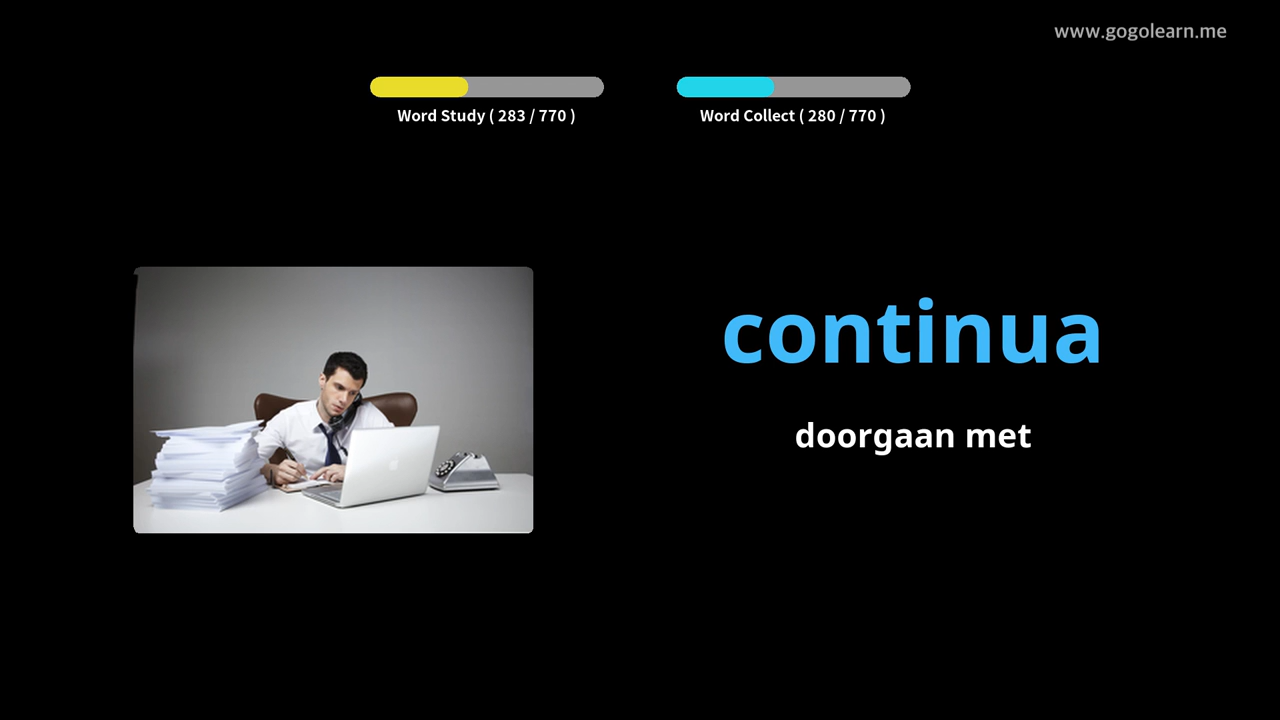 www.gogolearn.me
Word Study ( 283 / 770 )
Word Collect ( 280 / 770 )
continua
doorgaan met